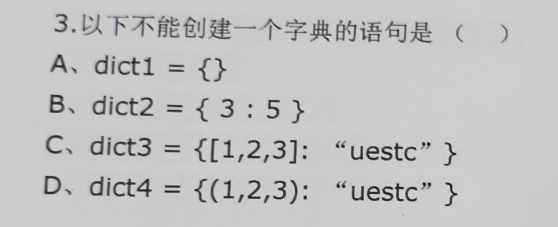 3.以下不能创建一个字典的语句是（ ）
A、dict1 = {}
B、dict2 = { 3 : 5 }
C、dict3 = {[1,2,3]: “uestc” }
D、dict4 = {(1,2,3): “uestc” }